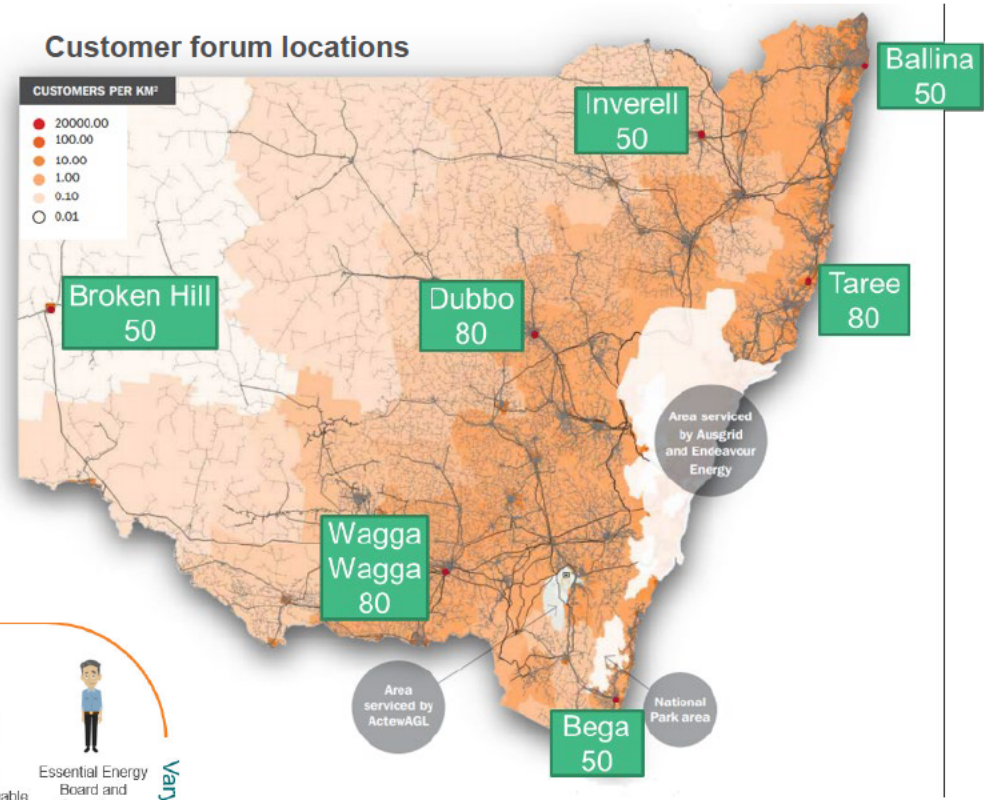 Customer forum locations
CUSTOMERS PER KM²
20000.00
100.00
10.00
1.00
0.10
0.01
Ballina
50
Inverell
50
Broken Hill
50
Dubbo
80
Taree
80
Area serviced
by Ausgrid
and Endeavour
Energy
Wagga
Wagga
80
Area
serviced by
ActewAGL
National
Park area
Bega
50
Essential Energy
Board and
able
Vary